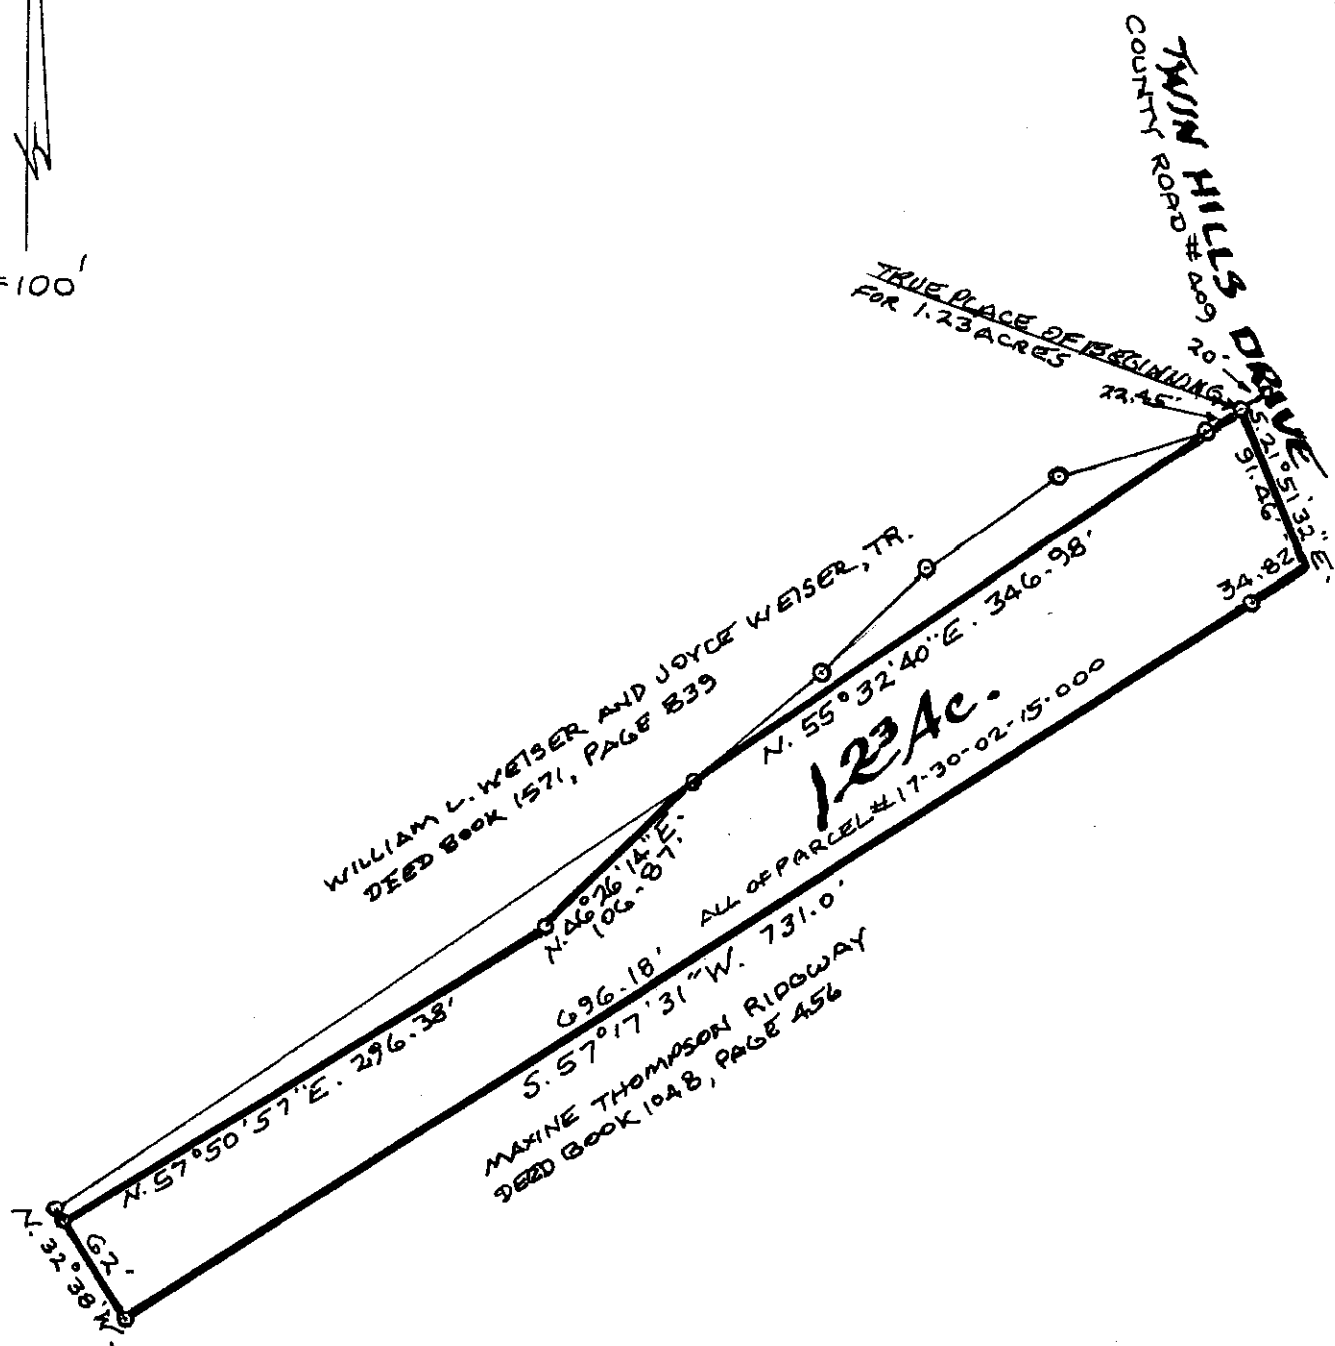 =100'
TWIN HILLS DRIVE
COUNTY ROAD # 409
20'
TRUE PLACE OF BEGINNING
FOR 1.23 ACRES
22.45'
S. 21° 51' 32" E.
91.46'
34.82'
WILLIAM L. WEISER AND JOYCE WEISER, TR.
DEED BOOK 1571, PAGE 839
N. 55° 32' 40" E. 346.98'
1.23 Ac.
ALL OF PARCEL # 17-30-02-15.000
N. 46° 26' 14" E.
106.87'
696.18'
S. 57° 17' 31" W. 731.0'
MAXINE THOMPSON RIDGWAY
DEED BOOK 1048, PAGE 456
N. 57° 50' 57" E. 296.38'
62'
N. 32° 38' W.